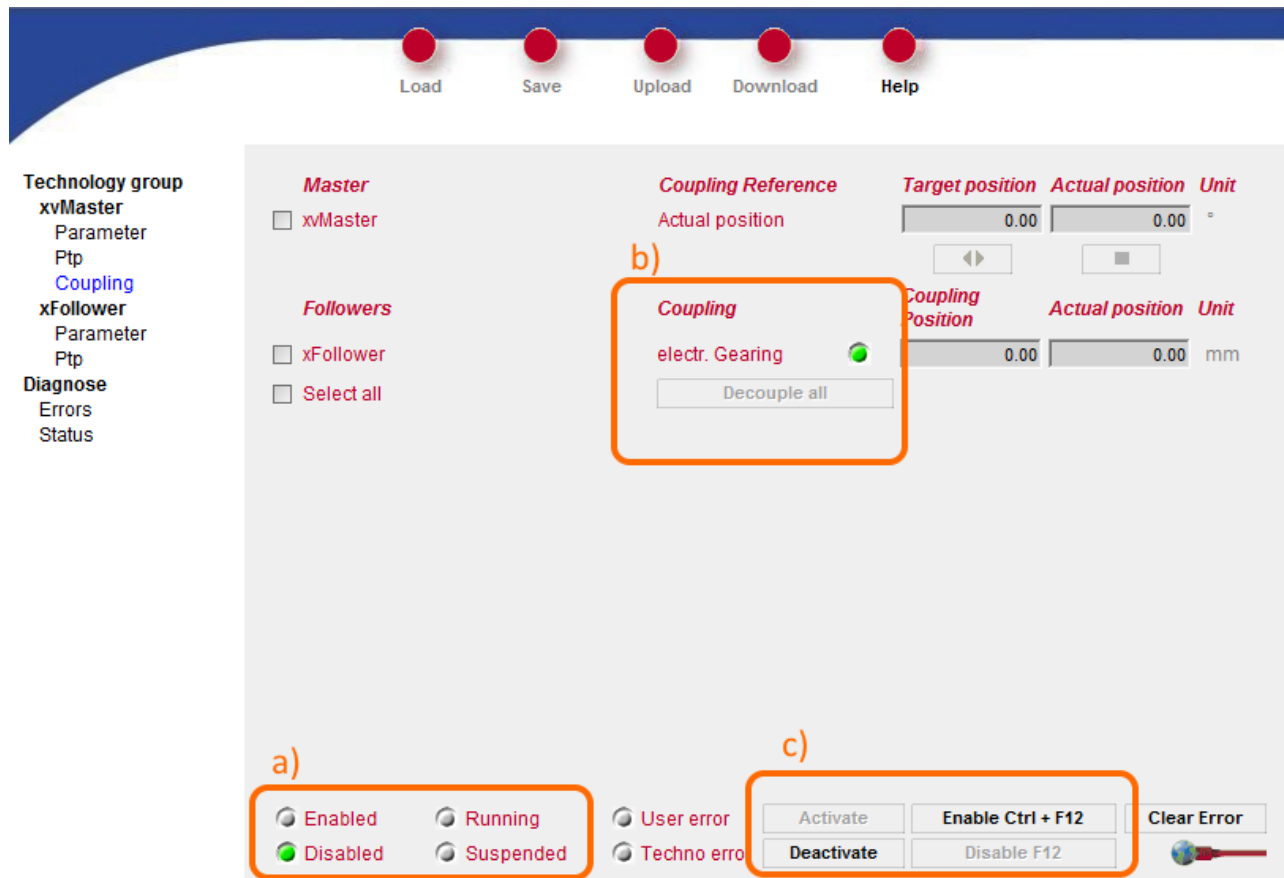 Load Save Upload Download Help
Technology group
xvMaster
Parameter
Ptp
Coupling
xFollower
Parameter
Ptp
Diagnose
Errors
Status
Master Coupling Reference Target position Actual position Unit
xvMaster Actual position 0.00 0.00 °
b)
Followers Coupling Coupling Position Actual position Unit
xFollower electr. Gearing 0.00 0.00 mm
Select all Decouple all
a) c)
Enabled Running User error Activate Enable Ctrl + F12 Clear Error
Disabled Suspended Techno erro Deactivate Disable F12